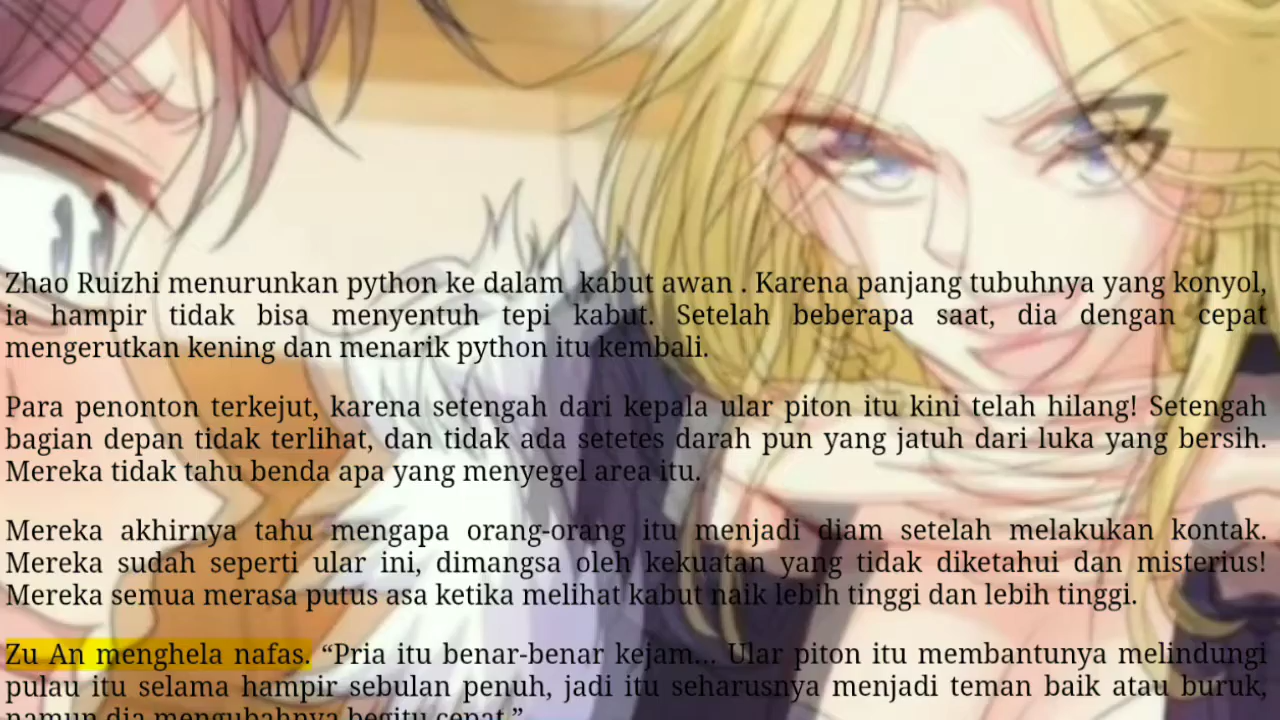 Zhao Ruizhi menurunkan python ke dalam kabut awan . Karena panjang tubuhnya yang konyol,
ia hampir tidak bisa menyentuh tepi kabut. Setelah beberapa saat, dia dengan cepat
mengerutkan kening dan menarik python itu kembali.
Para penonton terkejut, karena setengah dari kepala ular piton itu kini telah hilang! Setengah
bagian depan tidak terlihat, dan tidak ada setetes darah pun yang jatuh dari luka yang bersih.
Mereka tidak tahu benda apa yang menyegel area itu.
Mereka akhirnya tahu mengapa orang-orang itu menjadi diam setelah melakukan kontak.
Mereka sudah seperti ular ini, dimangsa oleh kekuatan yang tidak diketahui dan misterius!
Mereka semua merasa putus asa ketika melihat kabut naik lebih tinggi dan lebih tinggi.
Zu An menghela nafas. “Pria itu benar-benar kejam... Ular piton itu membantunya melindungi
pulau itu selama hampir sebulan penuh, jadi itu seharusnya menjadi teman baik atau buruk,
namun dia mengubahnya begitu cepat.”